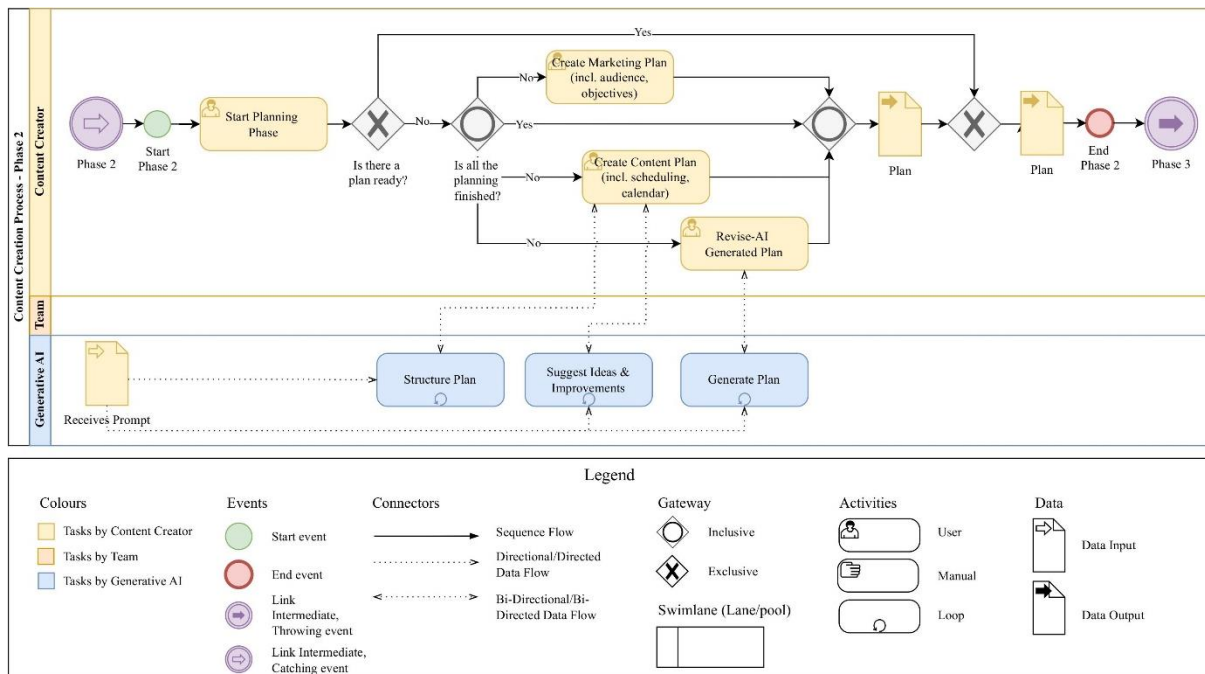 Content Creation Process - Phase 2
Content Creator
Team
Generative AI
Phase 2
Start
Phase 2
Start Planning
Phase
Is there a
plan ready?
Yes
No
Is all the
planning
finished?
No
Create Marketing Plan
(incl. audience,
objectives)
Yes
No
Create Content Plan
(incl. scheduling,
calendar)
No
Revise-AI
Generated Plan
Plan
Plan
End
Phase 2
Phase 3
Receives Prompt
Structure Plan
Suggest Ideas &
Improvements
Generate Plan
Legend
Colours
Tasks by Content Creator
Tasks by Team
Tasks by Generative AI
Events
Start event
End event
Link
Intermediate,
Throwing event
Link Intermediate,
Catching event
Connectors
Sequence Flow
Directional/Directed
Data Flow
Bi-Directional/Bi-
Directed Data Flow
Gateway
Inclusive
Exclusive
Swimlane (Lane/pool)
Activities
User
Manual
Loop
Data
Data Input
Data Output